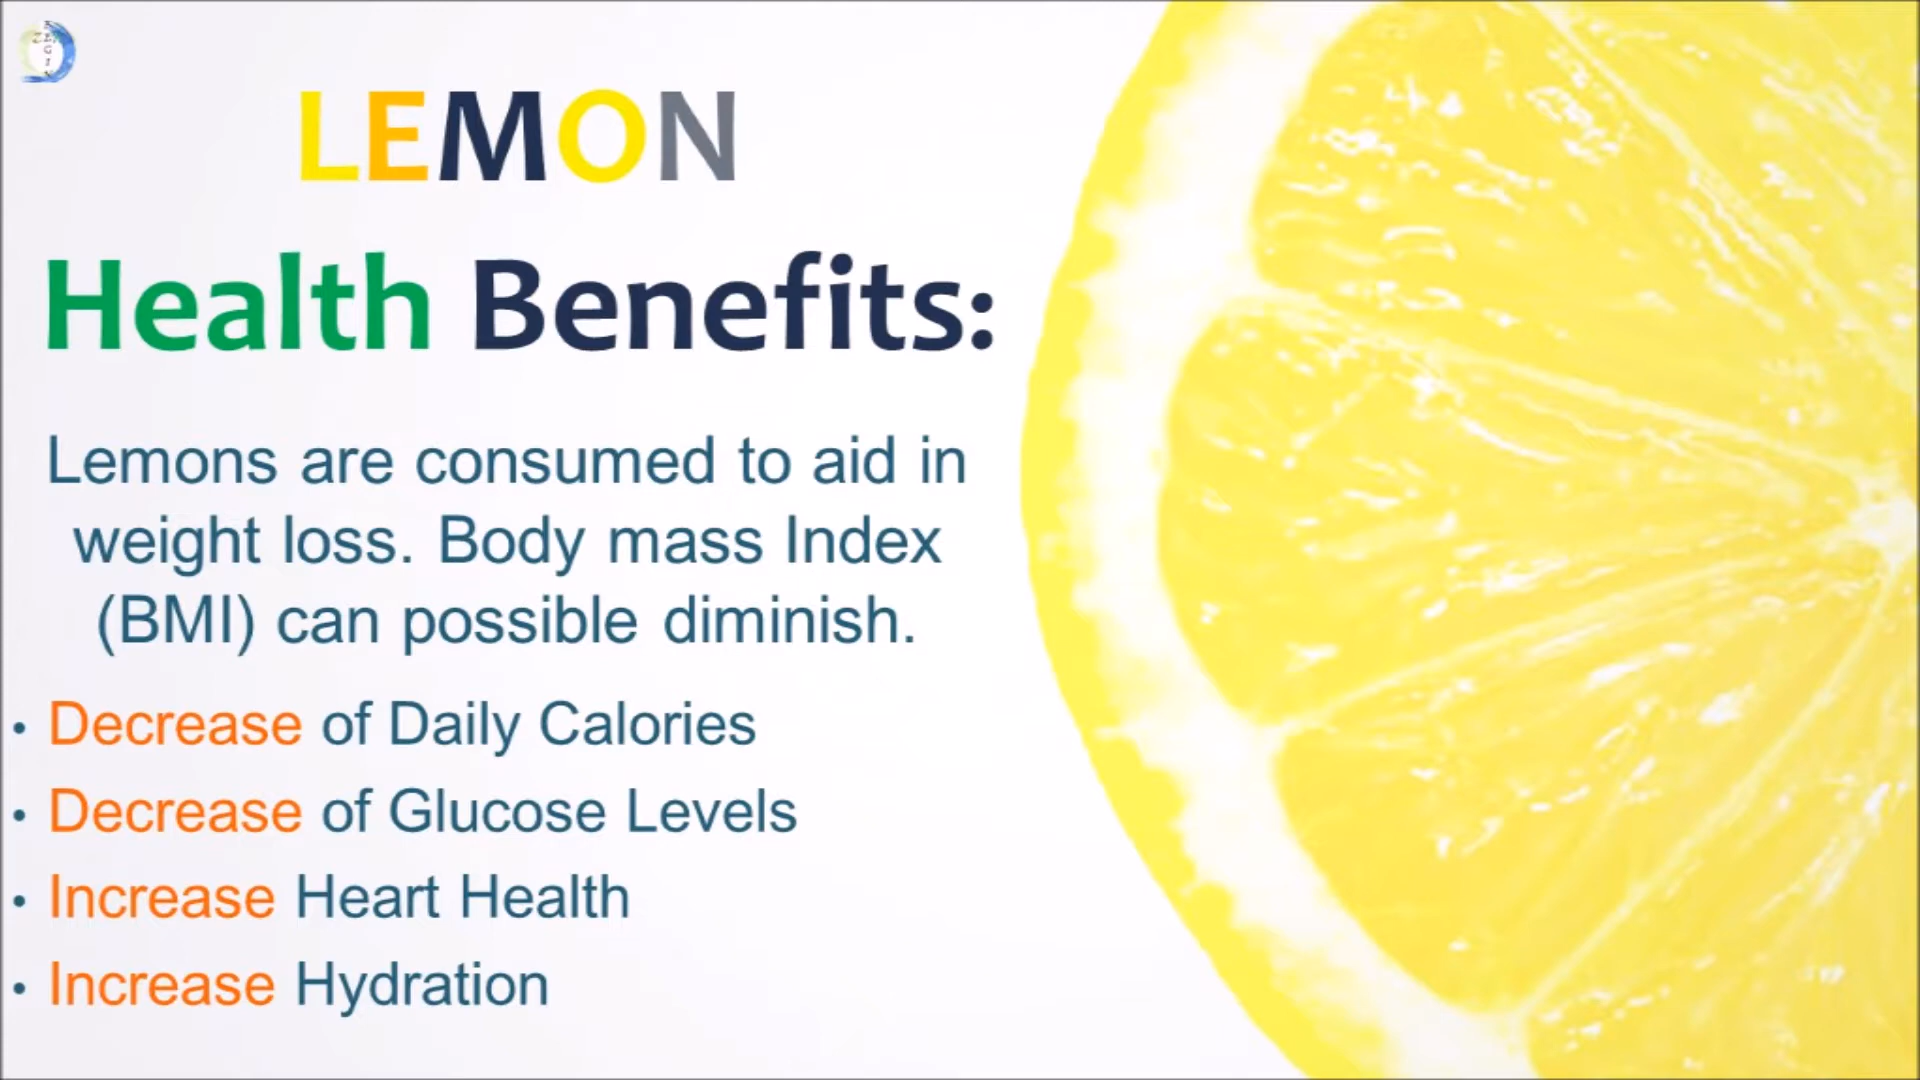 LEMON
Health Benefits:
Lemons are consumed to aid in
weight loss. Body mass Index
(BMI) can possible diminish.
• Decrease of Daily Calories
• Decrease of Glucose Levels
• Increase Heart Health
• Increase Hydration